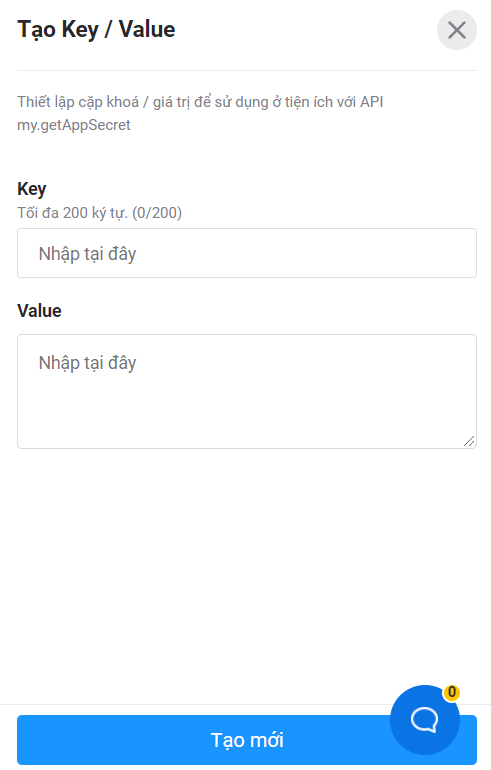 Tạo Key / Value
Thiết lập cặp khoá / giá trị để sử dụng ở tiện ích với API
my.getAppSecret
Key
Tối đa 200 ký tự. (0/200)
Nhập tại đây
Value
Nhập tại đây
0
Tạo mới